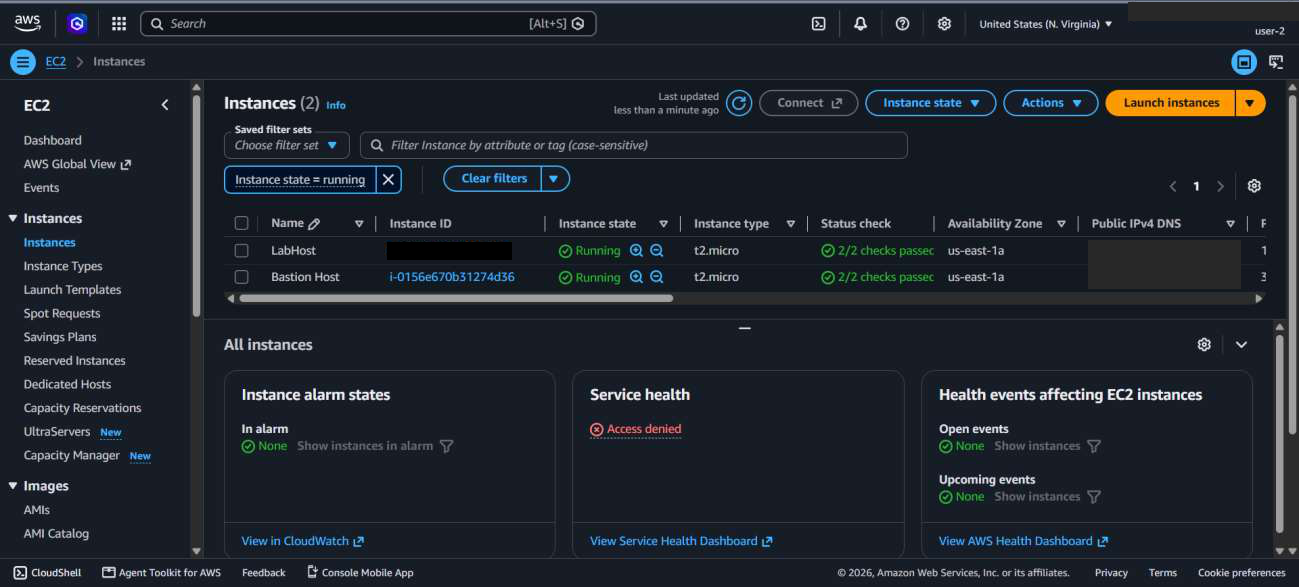 aws
Search [Alt+S]
United States (N. Virginia)
user-2
EC2 Instances
EC2
Dashboard
AWS Global View
Events
Instances
Instances
Instance Types
Launch Templates
Spot Requests
Savings Plans
Reserved Instances
Dedicated Hosts
Capacity Reservations
UltraServers New
Capacity Manager New
Images
AMIs
AMI Catalog
Instances (2) Info
Last updated
less than a minute ago
Connect
Instance state
Actions
Launch instances
Saved filter sets
Choose filter set
Filter Instance by attribute or tag (case-sensitive)
Instance state = running
Clear filters
1
Name Instance ID Instance state Instance type Status check Availability Zone Public IPv4 DNS
LabHost Running t2.micro 2/2 checks passed us-east-1a 1
Bastion Host i-0156e670b31274d36 Running t2.micro 2/2 checks passed us-east-1a 3
All instances
Instance alarm states
In alarm
None Show instances in alarm
View in CloudWatch
Service health
Access denied
View Service Health Dashboard
Health events affecting EC2 instances
Open events
None Show instances
Upcoming events
None Show instances
View AWS Health Dashboard
CloudShell Agent Toolkit for AWS Feedback Console Mobile App © 2026, Amazon Web Services, Inc. or its affiliates. Privacy Terms Cookie preferences